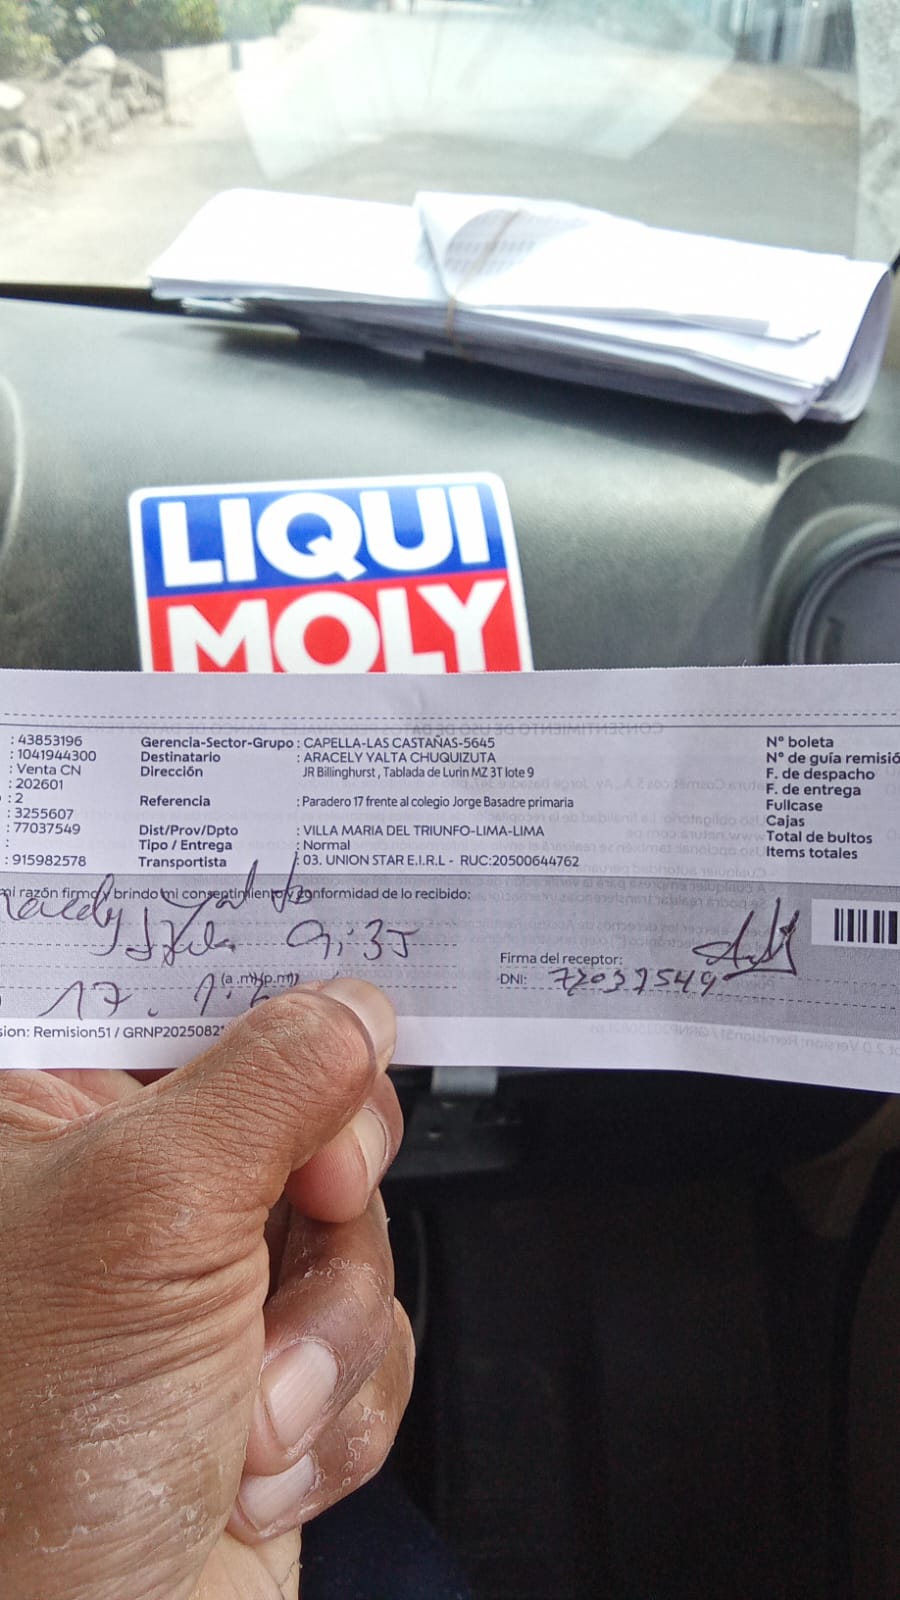 LIQUI
MOLY
: 43853196 Gerencia-Sector-Grupo : CAPELLA-LAS CASTAÑAS-5645 N° boleta
: 1041944300 Destinatario : ARACELY YALTA CHUQUIZUTA N° de guía remisió
: Venta CN Dirección JR Billinghurst , Tablada de Lurin MZ 3T lote 9 F. de despacho
: 202601 F. de entrega
: 2 Referencia : Paradero 17 frente al colegio Jorge Basadre primaria Fullcase
: 3255607 Cajas
: 77037549 Dist/Prov/Dpto : VILLA MARIA DEL TRIUNFO-LIMA-LIMA Total de bultos
: Tipo / Entrega : Normal Items totales
: 915982578 Transportista : 03. UNION STAR E.I.R.L - RUC:20500644762
mi razón firmo y brindo mi consentimiento y conformidad de lo recibido:
9:35
Firma del receptor:
DNI: 77037549
17. (a.m)(p.m)
sion: Remision51 / GRNP2025082